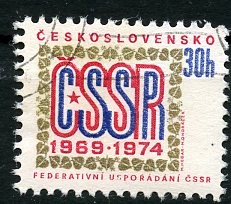 ČESKOSLOVENSKO
30h
ČSSR
1969·1974
FEDERATIVNÍ USPOŘÁDÁNÍ ČSSR